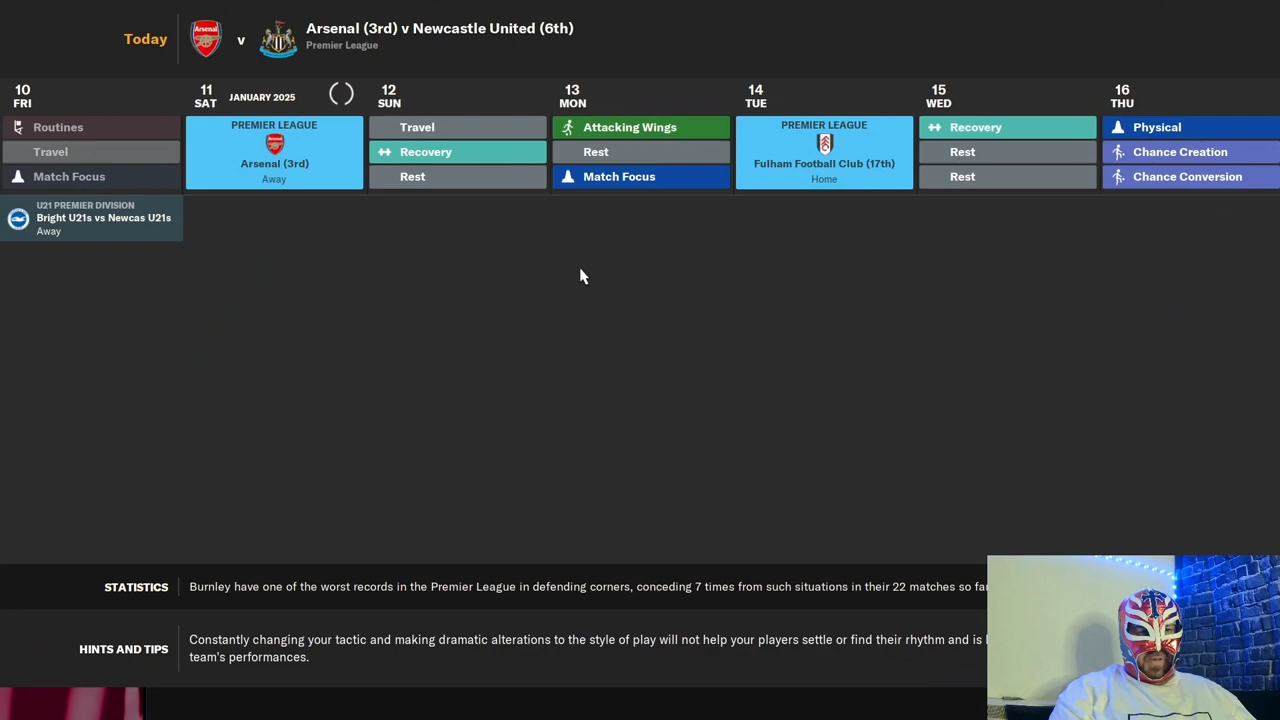 Today
Arsenal
v
Arsenal (3rd) v Newcastle United (6th)
Premier League
10
FRI
11
SAT
JANUARY 2025
12
SUN
13
MON
14
TUE
15
WED
16
THU
Routines
Travel
Match Focus
PREMIER LEAGUE
Arsenal (3rd)
Away
Travel
Recovery
Rest
Attacking Wings
Rest
Match Focus
PREMIER LEAGUE
Fulham Football Club (17th)
Home
Recovery
Rest
Rest
Physical
Chance Creation
Chance Conversion
U21 PREMIER DIVISION
Bright U21s vs Newcas U21s
Away
STATISTICS
Burnley have one of the worst records in the Premier League in defending corners, conceding 7 times from such situations in their 22 matches so far
HINTS AND TIPS
Constantly changing your tactic and making dramatic alterations to the style of play will not help your players settle or find their rhythm and is
team's performances.